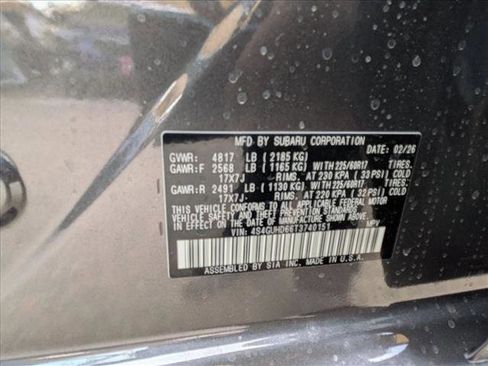 MFD BY SUBARU CORPORATION 02/26
GVWR: 4817 LB (2185 KG)
GAWR:F 2568 LB (1165 KG) WITH 225/60R17 TIRES.
17X7J -RIMS. AT 230 KPA (33 PSI) COLD
GAWR:R 2491 LB (1130 KG) WITH 225/60R17 TIRES.
17X7J -RIMS. AT 220 KPA (32 PSI) COLD
THIS VEHICLE CONFORMS TO ALL APPLICABLE FEDERAL MOTOR
VEHICLE SAFETY AND BUMPER STANDARDS
IN EFFECT ON THE DATE OF MANUFACTURE SHOWN ABOVE.
VIN: 4S4GUHD66T3740151 MPV
ASSEMBLED BY SIA INC. MADE IN U.S.A.